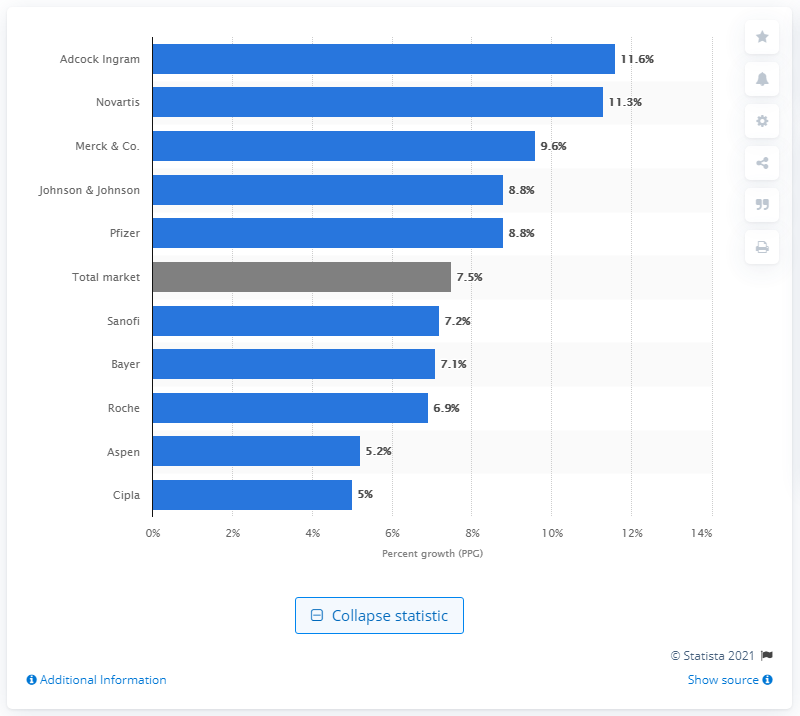 Adcock Ingram 11.6%
Novartis 11.3%
Merck & Co. 9.6%
Johnson & Johnson 8.8%
Pfizer 8.8%
Total market 7.5%
Sanofi 7.2%
Bayer 7.1%
Roche 6.9%
Aspen 5.2%
Cipla 5%
0% 2% 4% 6% 8% 10% 12% 14%
Percent growth (PPG)
Collapse statistic
© Statista 2021
Additional Information Show source